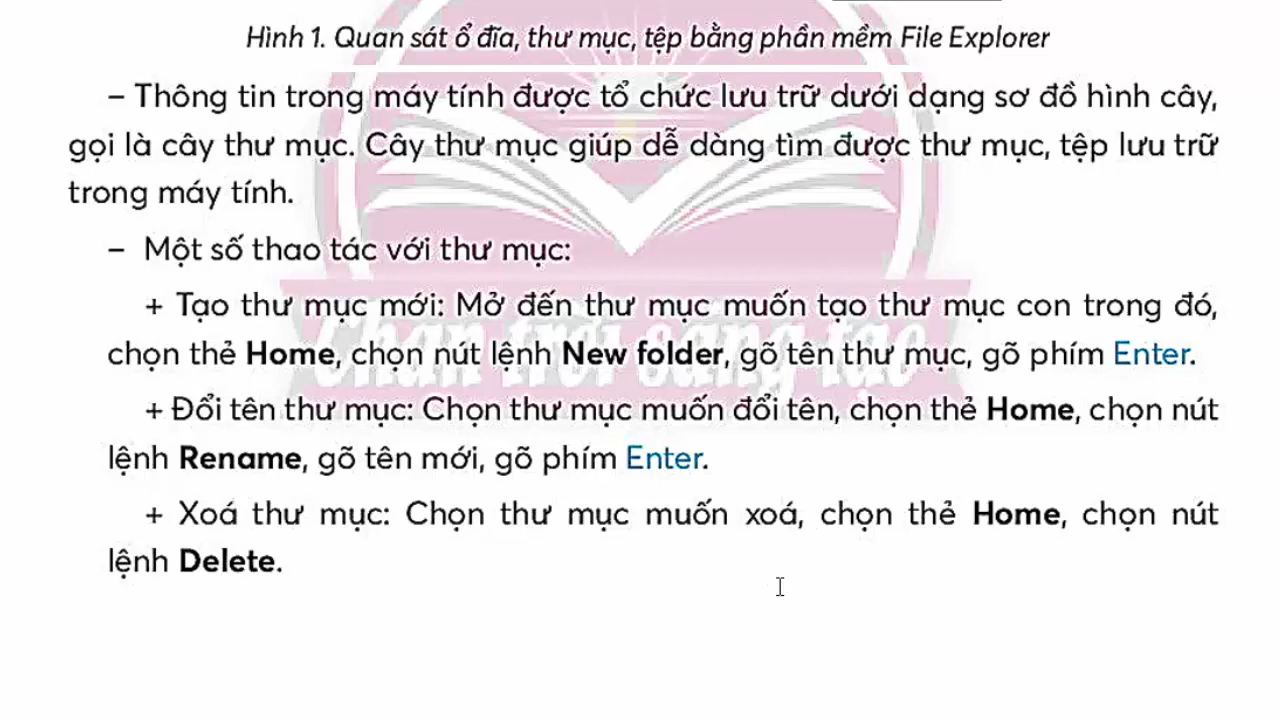 Hình 1. Quan sát ổ đĩa, thư mục, tệp bằng phần mềm File Explorer
– Thông tin trong máy tính được tổ chức lưu trữ dưới dạng sơ đồ hình cây,
gọi là cây thư mục. Cây thư mục giúp dễ dàng tìm được thư mục, tệp lưu trữ
trong máy tính.
– Một số thao tác với thư mục:
+ Tạo thư mục mới: Mở đến thư mục muốn tạo thư mục con trong đó,
chọn thẻ Home, chọn nút lệnh New folder, gõ tên thư mục, gõ phím Enter.
Chân trời sáng tạo
+ Đổi tên thư mục: Chọn thư mục muốn đổi tên, chọn thẻ Home, chọn nút
lệnh Rename, gõ tên mới, gõ phím Enter.
+ Xoá thư mục: Chọn thư mục muốn xoá, chọn thẻ Home, chọn nút
lệnh Delete.